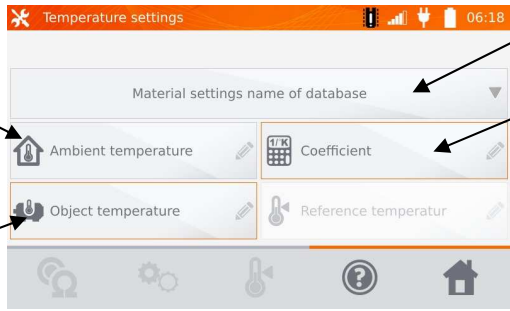 Temperature settings 06:18
Material settings name of database
Ambient temperature
1/°K
Coefficient
Object temperature
Reference temperatur